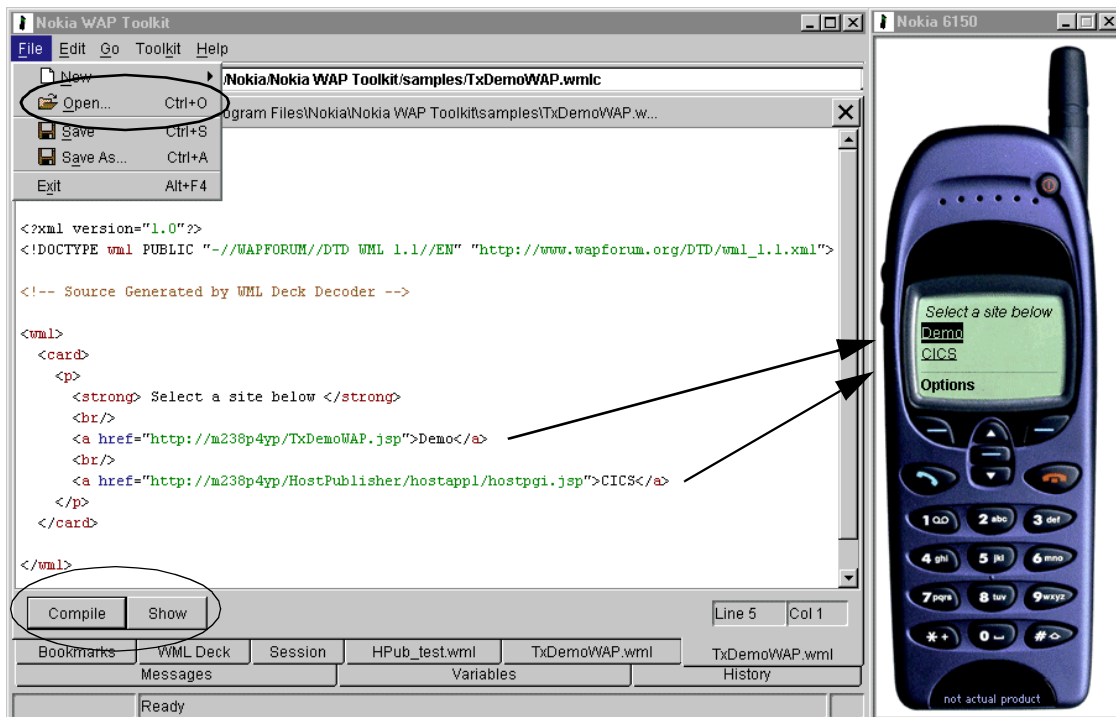 Nokia WAP Toolkit
File Edit Go Toolkit Help
New
Open... Ctrl+O
Save Ctrl+S
Save As... Ctrl+A
Exit Alt+F4
/Nokia/Nokia WAP Toolkit/samples/TxDemoWAP.wmlc
ogram Files\Nokia\Nokia WAP Toolkit\samples\TxDemoWAP.w...
<?xml version="1.0"?>
<!DOCTYPE wml PUBLIC "-//WAPFORUM//DTD WML 1.1//EN" "http://www.wapforum.org/DTD/wml_1.1.xml">
<!-- Source Generated by WML Deck Decoder -->
<wml>
<card>
<p>
<strong> Select a site below </strong>
<br/>
<a href="http://m238p4yp/TxDemoWAP.jsp">Demo</a>
<br/>
<a href="http://m238p4yp/HostPublisher/hostappl/hostpgi.jsp">CICS</a>
</p>
</card>
</wml>
Compile Show
Line 5 Col 1
Bookmarks WML Deck Session HPub_test.wml TxDemoWAP.wml TxDemoWAP.wml
Messages Variables History
Ready
Nokia 6150
Select a site below
Demo
CICS
Options
1 2 abc 3 def
4 ghi 5 jkl 6 mno
7 pqrs 8 tuv 9 wxyz
* + 0 #
not actual product